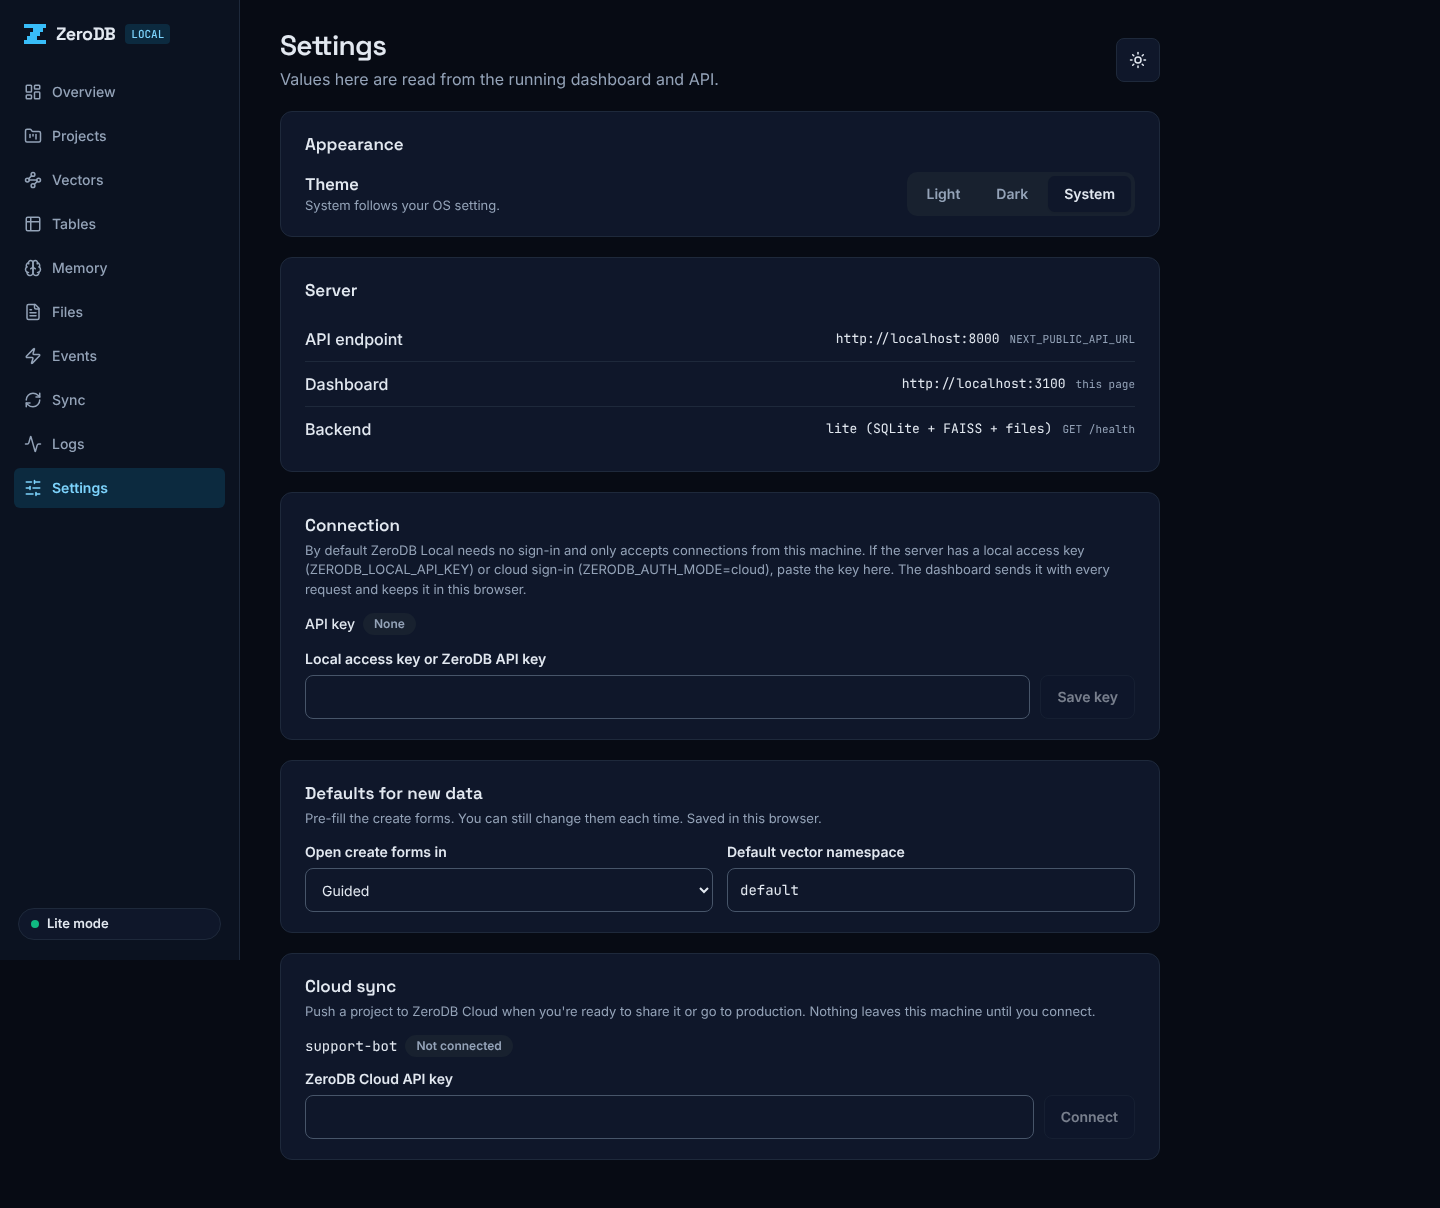 ZeroDB LOCAL
Overview
Projects
Vectors
Tables
Memory
Files
Events
Sync
Logs
Settings
Lite mode
Settings
Values here are read from the running dashboard and API.
Appearance
Theme
System follows your OS setting.
Light Dark System
Server
API endpoint http://localhost:8000 NEXT_PUBLIC_API_URL
Dashboard http://localhost:3100 this page
Backend lite (SQLite + FAISS + files) GET /health
Connection
By default ZeroDB Local needs no sign-in and only accepts connections from this machine. If the server has a local access key
(ZERODB_LOCAL_API_KEY) or cloud sign-in (ZERODB_AUTH_MODE=cloud), paste the key here. The dashboard sends it with every
request and keeps it in this browser.
API key None
Local access key or ZeroDB API key
Save key
Defaults for new data
Pre-fill the create forms. You can still change them each time. Saved in this browser.
Open create forms in
Guided
Default vector namespace
default
Cloud sync
Push a project to ZeroDB Cloud when you're ready to share it or go to production. Nothing leaves this machine until you connect.
support-bot Not connected
ZeroDB Cloud API key
Connect